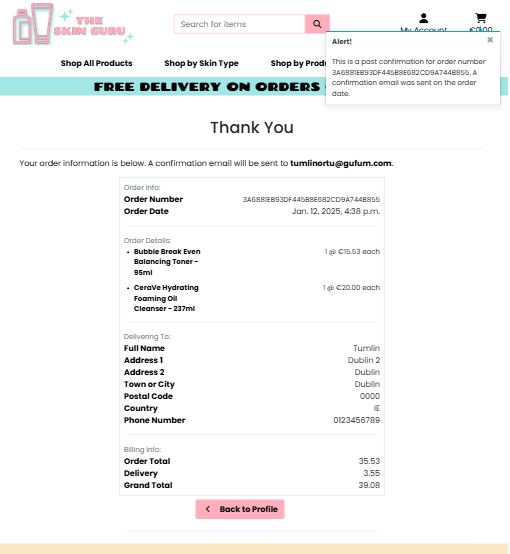 THE
SKIN GURU
Search for items
My Account
Alert!
This is a past confirmation for order number
3A6881EB93DF445B8E682CD9A744B855. A
confirmation email was sent on the order
date.
Shop All Products
Shop by Skin Type
Shop by
FREE DELIVERY ON ORDERS
Thank You
Your order information is below. A confirmation email will be sent to tumlinortu@gufum.com.
Order Info:
Order Number 3A6881EB93DF445B8E682CD9A744B855
Order Date Jan. 12, 2025, 4:38 p.m.
Order Details:
• Bubble Break Even 1 @ €15.53 each
Balancing Toner -
95ml
• CeraVe Hydrating 1 @ €20.00 each
Foaming Oil
Cleanser - 237ml
Delivering To:
Full Name Tumlin
Address 1 Dublin 2
Address 2 Dublin
Town or City Dublin
Postal Code 0000
Country IE
Phone Number 0123456789
Billing Info:
Order Total 35.53
Delivery 3.55
Grand Total 39.08
Back to Profile